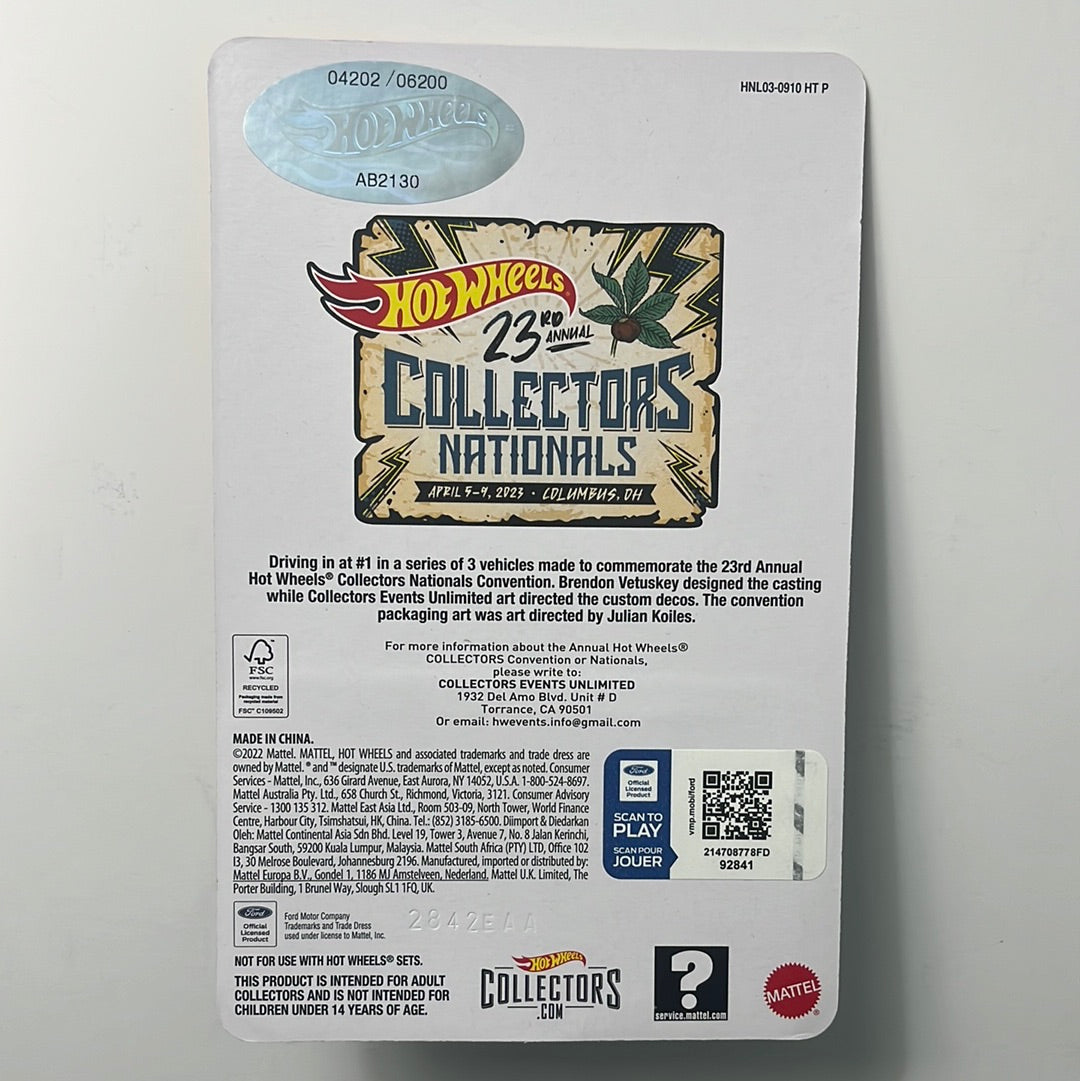 04202 / 06200
HOT WHEELS
AB2130
HNL03-0910 HT P
HOT WHEELS®
23RD ANNUAL
COLLECTORS
NATIONALS
APRIL 5-9, 2023 · COLUMBUS, OH
Driving in at #1 in a series of 3 vehicles made to commemorate the 23rd Annual
Hot Wheels® Collectors Nationals Convention. Brendon Vetuskey designed the casting
while Collectors Events Unlimited art directed the custom decos. The convention
packaging art was art directed by Julian Koiles.
FSC
www.fsc.org
RECYCLED
Packaging made from
recycled material
FSC® C109502
For more information about the Annual Hot Wheels®
COLLECTORS Convention or Nationals,
please write to:
COLLECTORS EVENTS UNLIMITED
1932 Del Amo Blvd. Unit # D
Torrance, CA 90501
Or email: hwevents.info@gmail.com
MADE IN CHINA.
©2022 Mattel. MATTEL, HOT WHEELS and associated trademarks and trade dress are
owned by Mattel. ® and ™ designate U.S. trademarks of Mattel, except as noted. Consumer
Services - Mattel, Inc., 636 Girard Avenue, East Aurora, NY 14052, U.S.A. 1-800-524-8697.
Mattel Australia Pty. Ltd., 658 Church St., Richmond, Victoria, 3121. Consumer Advisory
Service - 1300 135 312. Mattel East Asia Ltd., Room 503-09, North Tower, World Finance
Centre, Harbour City, Tsimshatsui, HK, China. Tel.: (852) 3185-6500. Diimport & Diedarkan
Oleh: Mattel Continental Asia Sdn Bhd. Level 19, Tower 3, Avenue 7, No. 8 Jalan Kerinchi,
Bangsar South, 59200 Kuala Lumpur, Malaysia. Mattel South Africa (PTY) LTD, Office 102
I3, 30 Melrose Boulevard, Johannesburg 2196. Manufactured, imported or distributed by:
Mattel Europa B.V., Gondel 1, 1186 MJ Amstelveen, Nederland. Mattel U.K. Limited, The
Porter Building, 1 Brunel Way, Slough SL1 1FQ, UK.
Ford
Official
Licensed
Product
SCAN TO
PLAY
SCAN POUR
JOUER
vmp.mobi/ford
214708778FD
92841
Ford
Official
Licensed
Product
Ford Motor Company
Trademarks and Trade Dress
used under license to Mattel, Inc.
2842EAA
NOT FOR USE WITH HOT WHEELS® SETS.
THIS PRODUCT IS INTENDED FOR ADULT
COLLECTORS AND IS NOT INTENDED FOR
CHILDREN UNDER 14 YEARS OF AGE.
HOT WHEELS
COLLECTORS
.COM
?
service.mattel.com
MATTEL®